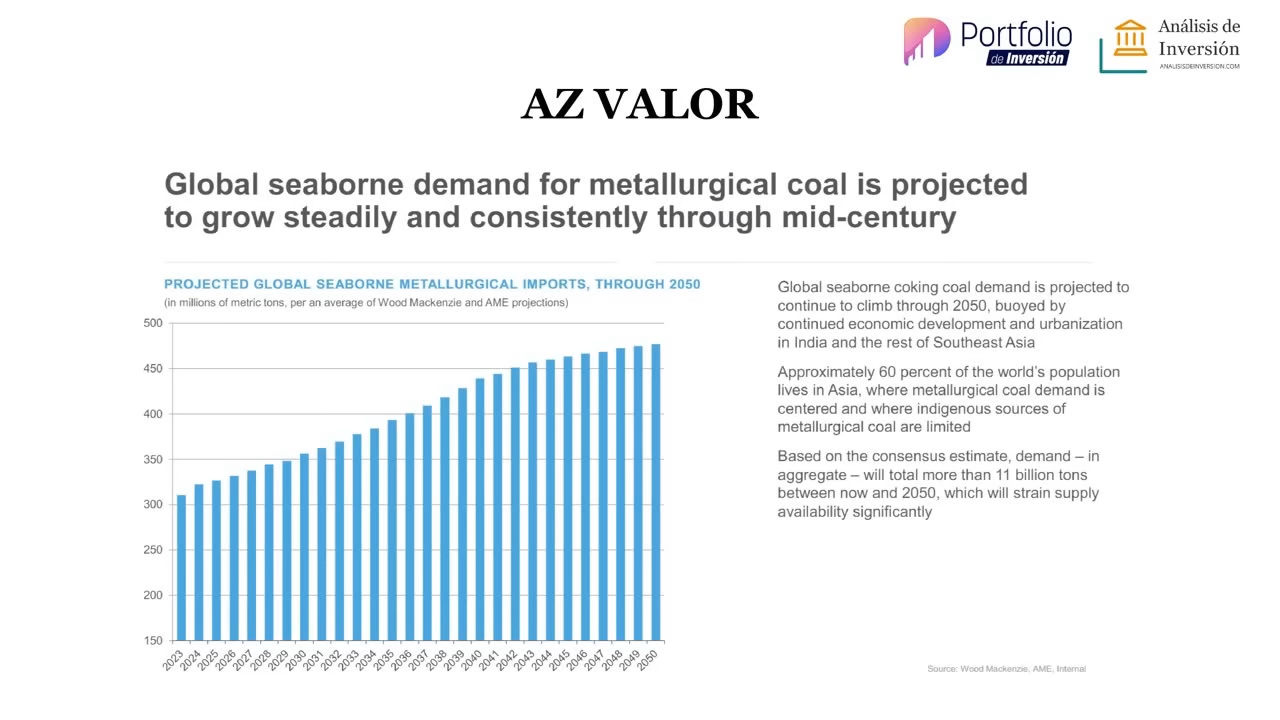 Portfolio
de Inversión
Análisis de
Inversión
ANALISISDEINVERSION.COM
AZ VALOR
Global seaborne demand for metallurgical coal is projected
to grow steadily and consistently through mid-century
PROJECTED GLOBAL SEABORNE METALLURGICAL IMPORTS, THROUGH 2050
(in millions of metric tons, per an average of Wood Mackenzie and AME projections)
500
450
400
350
300
250
200
150
2023 2024 2025 2026 2027 2028 2029 2030 2031 2032 2033 2034 2035 2036 2037 2038 2039 2040 2041 2042 2043 2044 2045 2046 2047 2048 2049 2050
Global seaborne coking coal demand is projected to
continue to climb through 2050, buoyed by
continued economic development and urbanization
in India and the rest of Southeast Asia
Approximately 60 percent of the world's population
lives in Asia, where metallurgical coal demand is
centered and where indigenous sources of
metallurgical coal are limited
Based on the consensus estimate, demand – in
aggregate – will total more than 11 billion tons
between now and 2050, which will strain supply
availability significantly
Source: Wood Mackenzie, AME, Internal